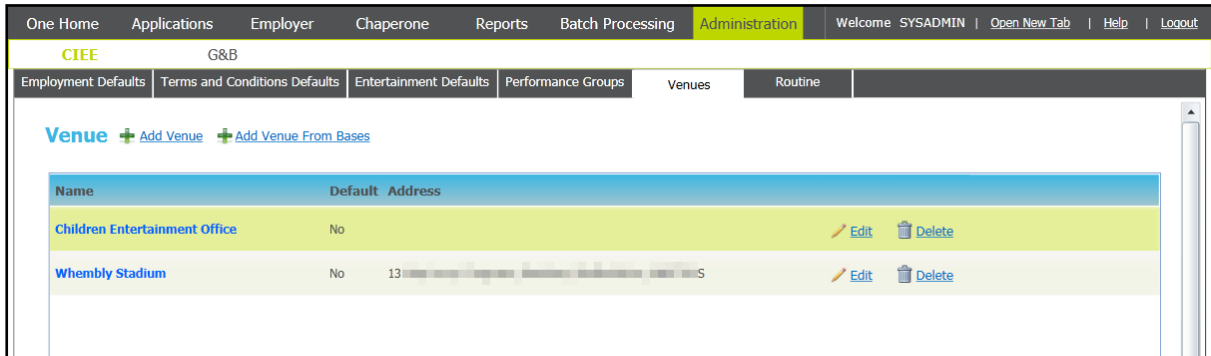 One Home Applications Employer Chaperone Reports Batch Processing Administration Welcome SYSADMIN | Open New Tab | Help | Logout
CIEE G&B
Employment Defaults Terms and Conditions Defaults Entertainment Defaults Performance Groups Venues Routine
Venue Add Venue Add Venue From Bases
Name Default Address
Children Entertainment Office No Edit Delete
Whembly Stadium No 13 S Edit Delete